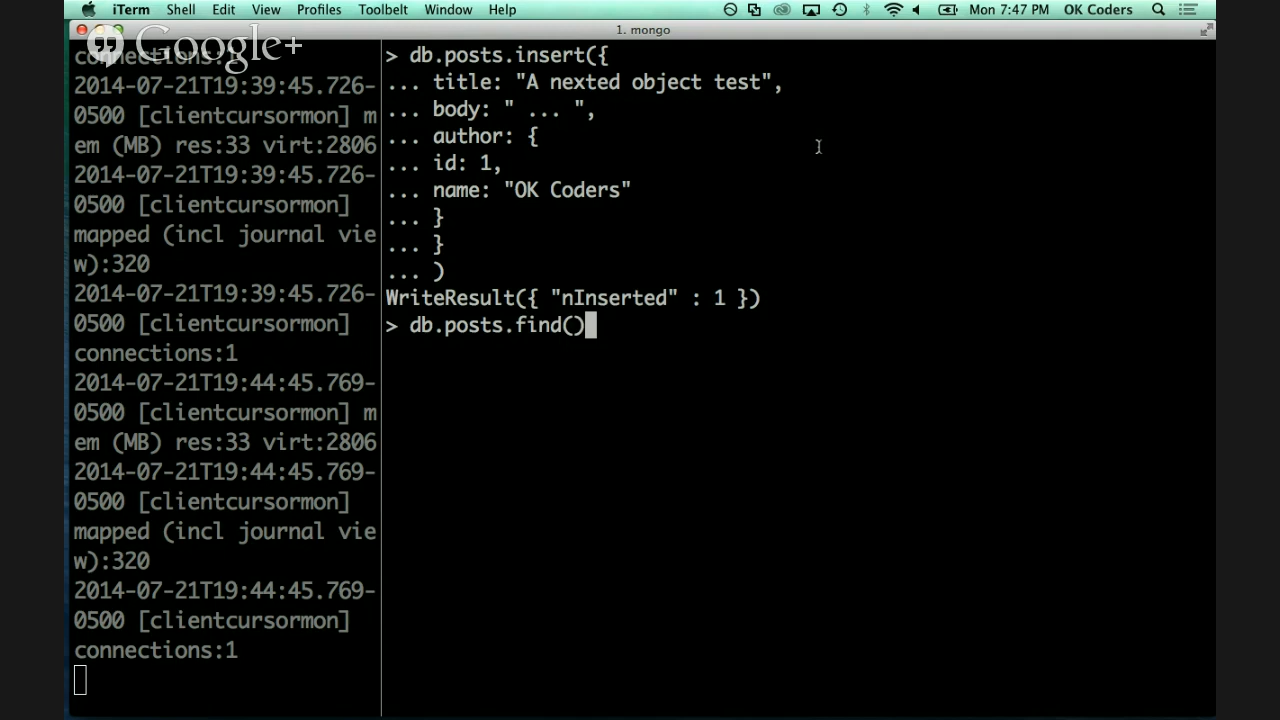 iTerm Shell Edit View Profiles Toolbelt Window Help Mon 7:47 PM OK Coders
1. mongo
Google+
connections:1
2014-07-21T19:39:45.726-
0500 [clientcursormon] m
em (MB) res:33 virt:2806
2014-07-21T19:39:45.726-
0500 [clientcursormon]
mapped (incl journal vie
w):320
2014-07-21T19:39:45.726-
0500 [clientcursormon]
connections:1
2014-07-21T19:44:45.769-
0500 [clientcursormon] m
em (MB) res:33 virt:2806
2014-07-21T19:44:45.769-
0500 [clientcursormon]
mapped (incl journal vie
w):320
2014-07-21T19:44:45.769-
0500 [clientcursormon]
connections:1
> db.posts.insert({
... title: "A nexted object test",
... body: " ... ",
... author: {
... id: 1,
... name: "OK Coders"
... }
... }
... )
WriteResult({ "nInserted" : 1 })
> db.posts.find()